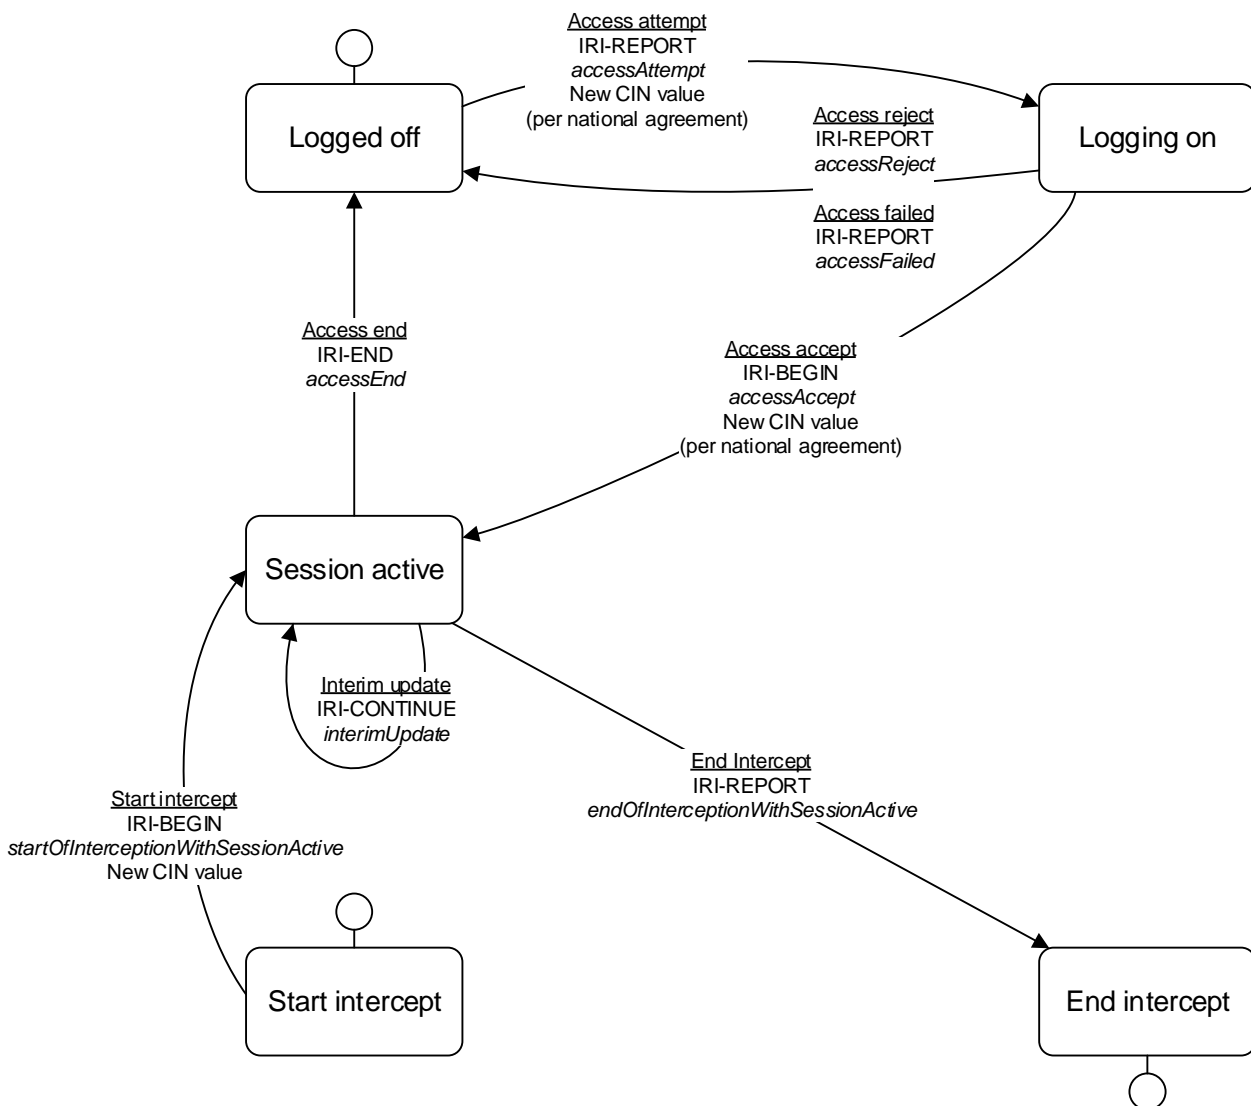 Access attempt
IRI-REPORT
accessAttempt
New CIN value
(per national agreement)
Logged off
Logging on
Access reject
IRI-REPORT
accessReject
Access failed
IRI-REPORT
accessFailed
Access end
IRI-END
accessEnd
Access accept
IRI-BEGIN
accessAccept
New CIN value
(per national agreement)
Session active
Interim update
IRI-CONTINUE
interimUpdate
End Intercept
IRI-REPORT
endOfInterceptionWithSessionActive
Start intercept
IRI-BEGIN
startOfInterceptionWithSessionActive
New CIN value
Start intercept
End intercept